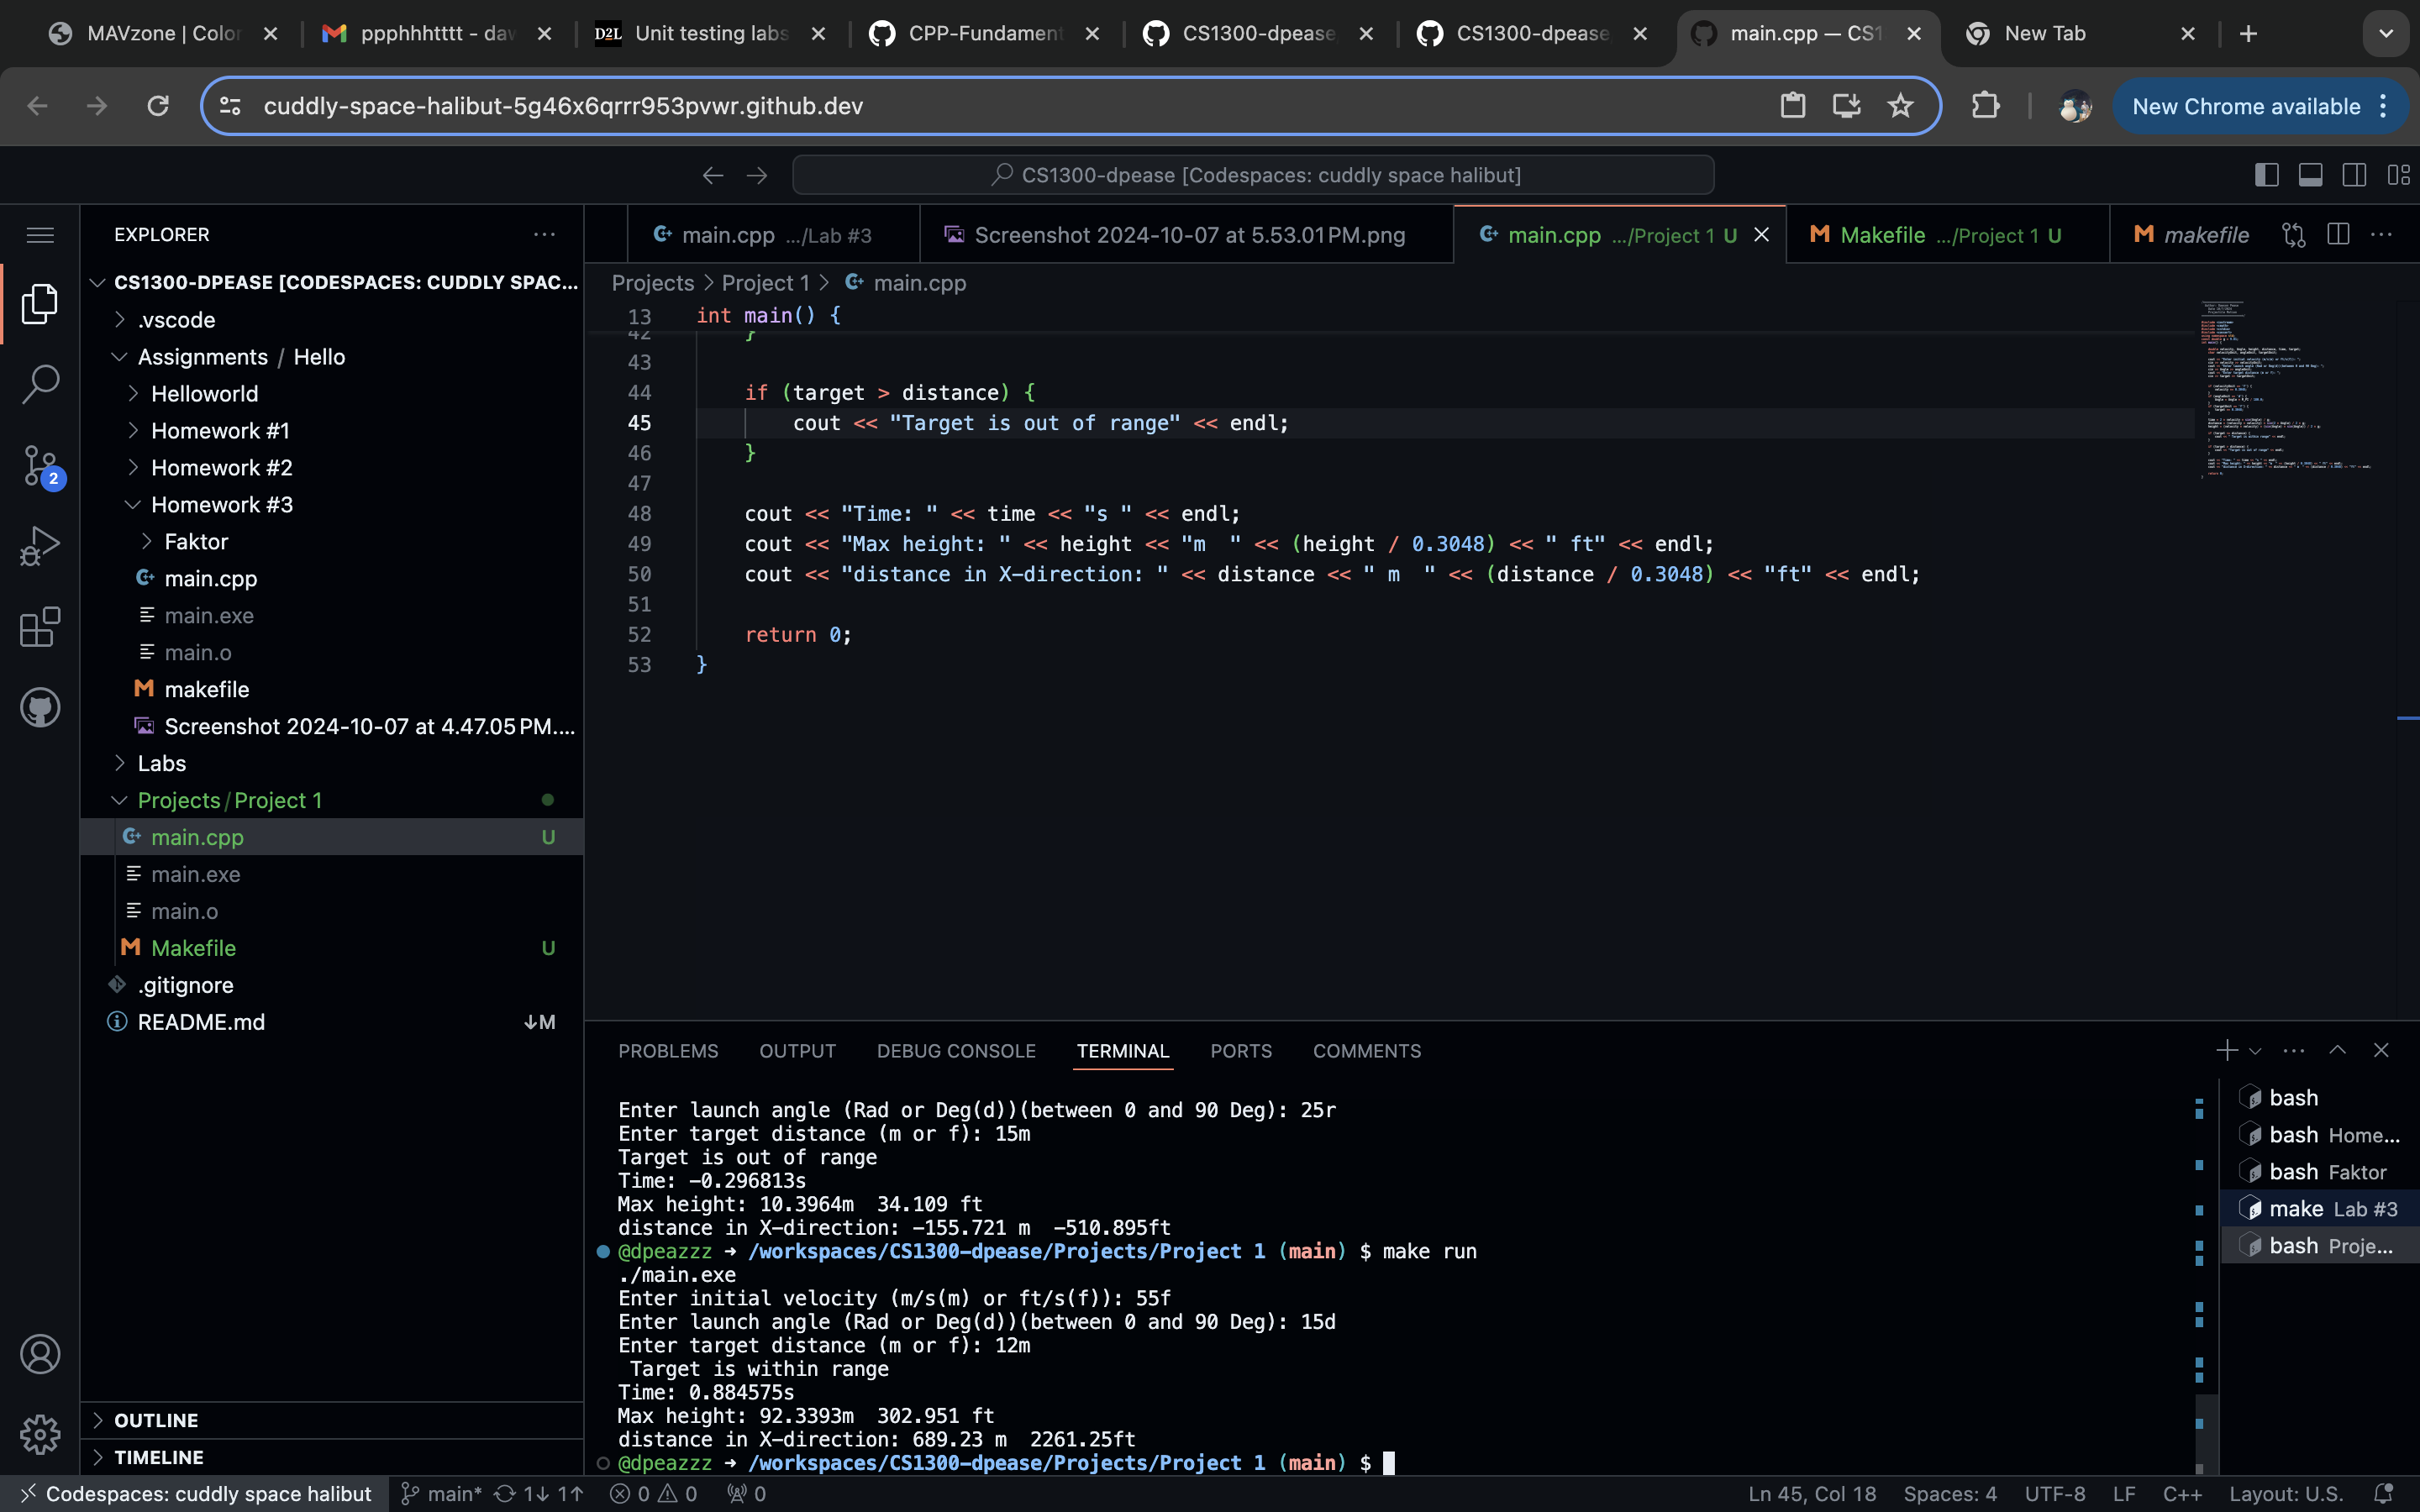 MAVzone | Color
ppphhhtttt - daw
D2L Unit testing labs
CPP-Fundament
CS1300-dpease
CS1300-dpease
main.cpp — CS1
New Tab
cuddly-space-halibut-5g46x6qrrr953pvwr.github.dev
New Chrome available
CS1300-dpease [Codespaces: cuddly space halibut]
EXPLORER
main.cpp .../Lab #3
Screenshot 2024-10-07 at 5.53.01 PM.png
main.cpp .../Project 1 U
Makefile .../Project 1 U
makefile
Projects > Project 1 > main.cpp
CS1300-DPEASE [CODESPACES: CUDDLY SPAC...
.vscode
Assignments / Hello
Helloworld
Homework #1
Homework #2
Homework #3
Faktor
main.cpp
main.exe
main.o
makefile
Screenshot 2024-10-07 at 4.47.05 PM....
Labs
Projects / Project 1
main.cpp U
main.exe
main.o
Makefile U
.gitignore
README.md ↓M
OUTLINE
TIMELINE
2
13 int main() {
42 }
43
44 if (target > distance) {
45 cout << "Target is out of range" << endl;
46 }
47
48 cout << "Time: " << time << "s " << endl;
49 cout << "Max height: " << height << "m  " << (height / 0.3048) << " ft" << endl;
50 cout << "distance in X-direction: " << distance << " m  " << (distance / 0.3048) << "ft" << endl;
51
52 return 0;
53 }
PROBLEMS OUTPUT DEBUG CONSOLE TERMINAL PORTS COMMENTS
Enter launch angle (Rad or Deg(d))(between 0 and 90 Deg): 25r
Enter target distance (m or f): 15m
Target is out of range
Time: -0.296813s
Max height: 10.3964m  34.109 ft
distance in X-direction: -155.721 m  -510.895ft
@dpeazzz → /workspaces/CS1300-dpease/Projects/Project 1 (main) $ make run
./main.exe
Enter initial velocity (m/s(m) or ft/s(f)): 55f
Enter launch angle (Rad or Deg(d))(between 0 and 90 Deg): 15d
Enter target distance (m or f): 12m
 Target is within range
Time: 0.884575s
Max height: 92.3393m  302.951 ft
distance in X-direction: 689.23 m  2261.25ft
@dpeazzz → /workspaces/CS1300-dpease/Projects/Project 1 (main) $
bash
bash Home...
bash Faktor
make Lab #3
bash Proje...
Codespaces: cuddly space halibut main* 1↓ 1↑ 0 0 0 Ln 45, Col 18 Spaces: 4 UTF-8 LF C++ Layout: U.S.